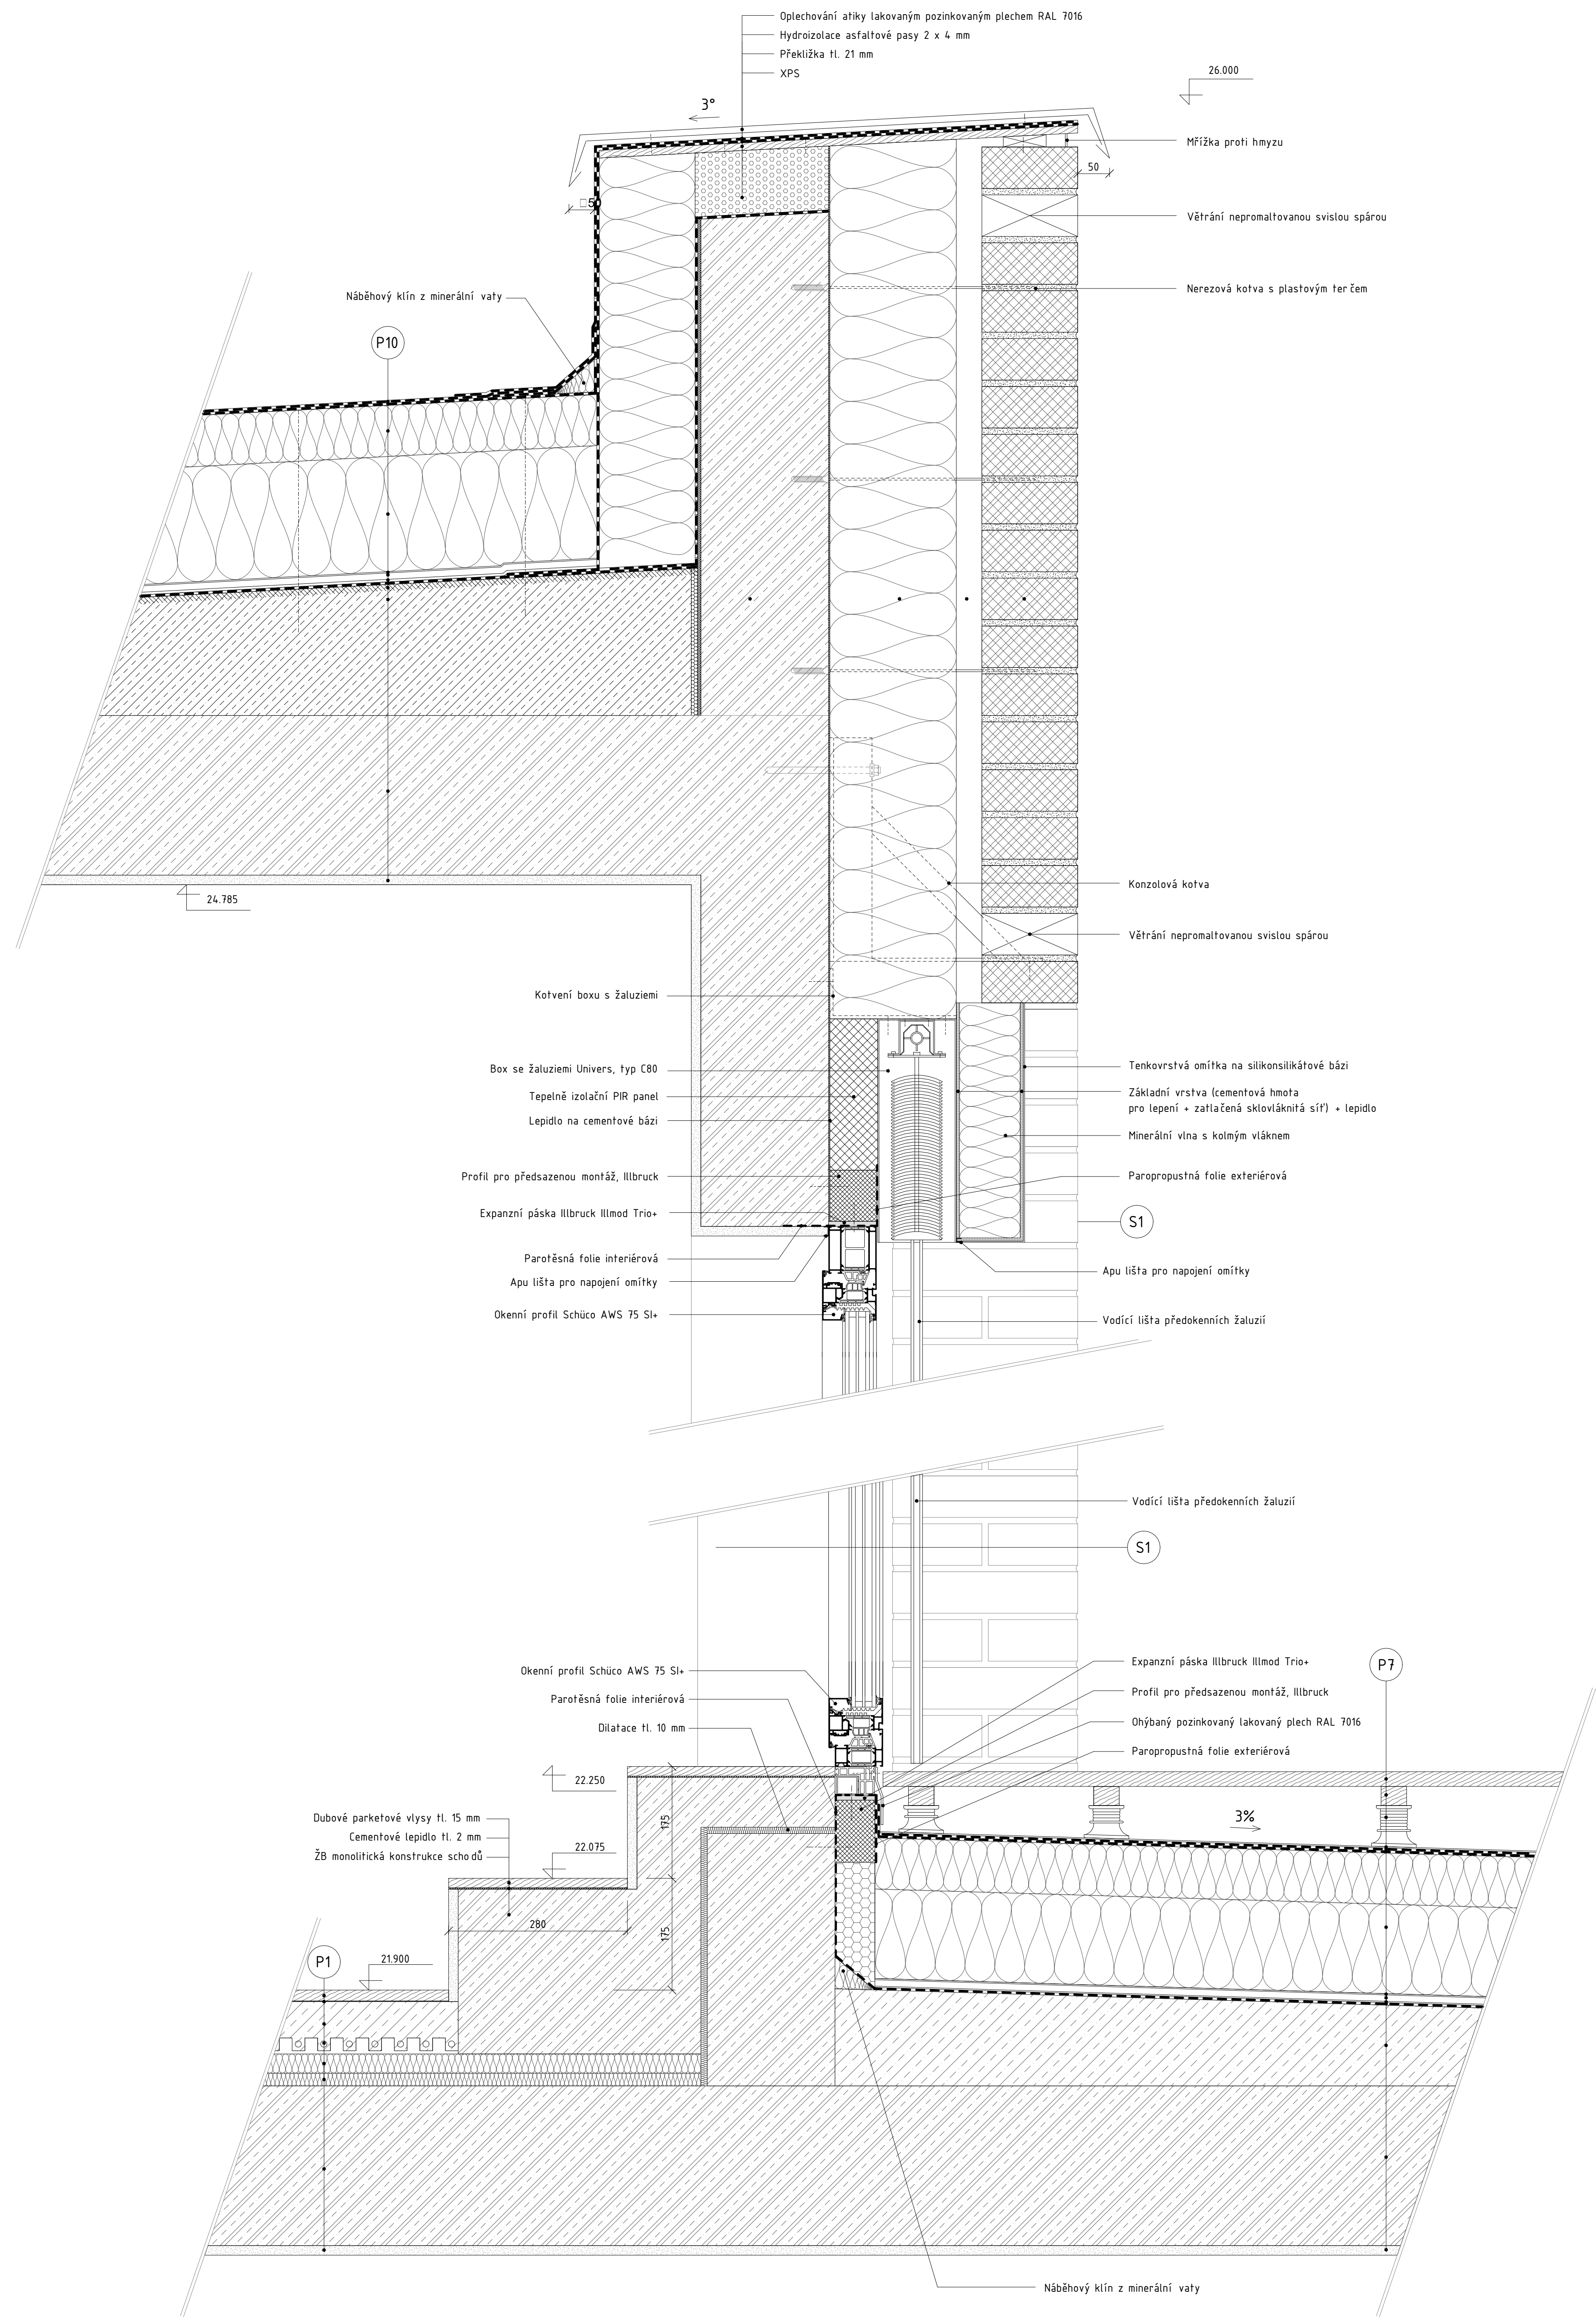 Oplechování atiky lakovaným pozinkovaným plechem RAL 7016
Hydroizolace asfaltové pasy 2 x 4 mm
Překližka tl. 21 mm
XPS
26.000
3°
Mřížka proti hmyzu
50
□50
Větrání nepromaltovanou svislou spárou
Nerezová kotva s plastovým terčem
Náběhový klín z minerální vaty
P10
24.785
Konzolová kotva
Větrání nepromaltovanou svislou spárou
Kotvení boxu s žaluziemi
Box se žaluziemi Univers, typ C80
Tepelně izolační PIR panel
Lepidlo na cementové bázi
Profil pro předsazenou montáž, Illbruck
Expanzní páska Illbruck Illmod Trio+
Parotěsná folie interiérová
Apu lišta pro napojení omítky
Okenní profil Schüco AWS 75 SI+
Tenkovrstvá omítka na silikonsilikátové bázi
Základní vrstva (cementová hmota
pro lepení + zatlačená sklovláknitá síť) + lepidlo
Minerální vlna s kolmým vláknem
Paropropustná folie exteriérová
S1
Apu lišta pro napojení omítky
Vodící lišta předokenních žaluzií
Vodící lišta předokenních žaluzií
S1
Okenní profil Schüco AWS 75 SI+
Parotěsná folie interiérová
Dilatace tl. 10 mm
Expanzní páska Illbruck Illmod Trio+
Profil pro předsazenou montáž, Illbruck
Ohýbaný pozinkovaný lakovaný plech RAL 7016
Paropropustná folie exteriérová
P7
22.250
175
3%
Dubové parketové vlysy tl. 15 mm
Cementové lepidlo tl. 2 mm
ŽB monolitická konstrukce schodů
22.075
280
175
P1
21.900
Náběhový klín z minerální vaty